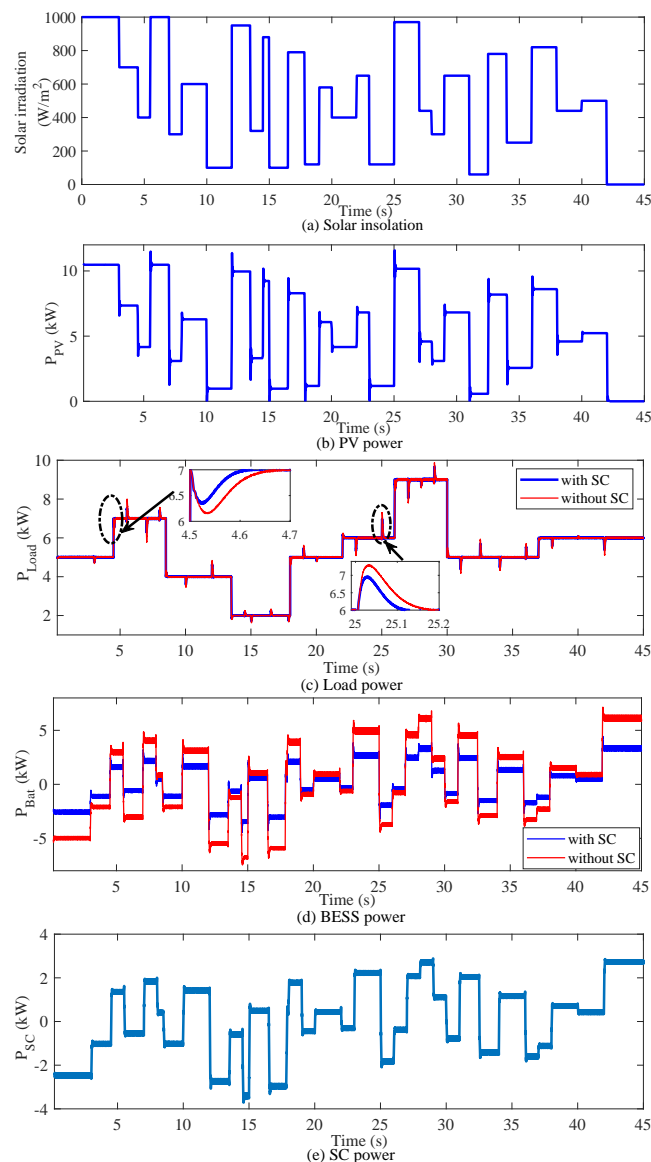 1000
800
600
400
200
0
Solar irradiation
(W/m²)
0 5 10 15 20 25 30 35 40 45
Time (s)
(a) Solar insolation
10
5
0
P_PV (kW)
5 10 15 20 25 30 35 40 45
Time (s)
(b) PV power
10
8
6
4
2
P_Load (kW)
7
6.5
6
4.5 4.6 4.7
with SC
without SC
7
6.5
6
25 25.1 25.2
5 10 15 20 25 30 35 40 45
Time (s)
(c) Load power
5
0
-5
P_Bat (kW)
with SC
without SC
5 10 15 20 25 30 35 40 45
Time (s)
(d) BESS power
4
2
0
-2
-4
P_SC (kW)
5 10 15 20 25 30 35 40 45
Time (s)
(e) SC power